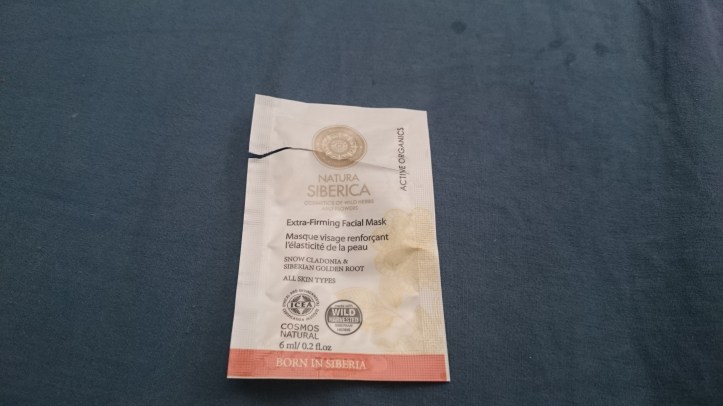 NATURA
SIBERICA
ACTIVE ORGANICS
Extra-Firming Facial Mask
Masque visage renforçant
l'élasticité de la peau
SNOW CLADONIA &
SIBERIAN GOLDEN ROOT
ALL SKIN TYPES
ICEA
WILD
HARVESTED
COSMOS
NATURAL
6 ml/ 0.2 fl.oz
BORN IN SIBERIA